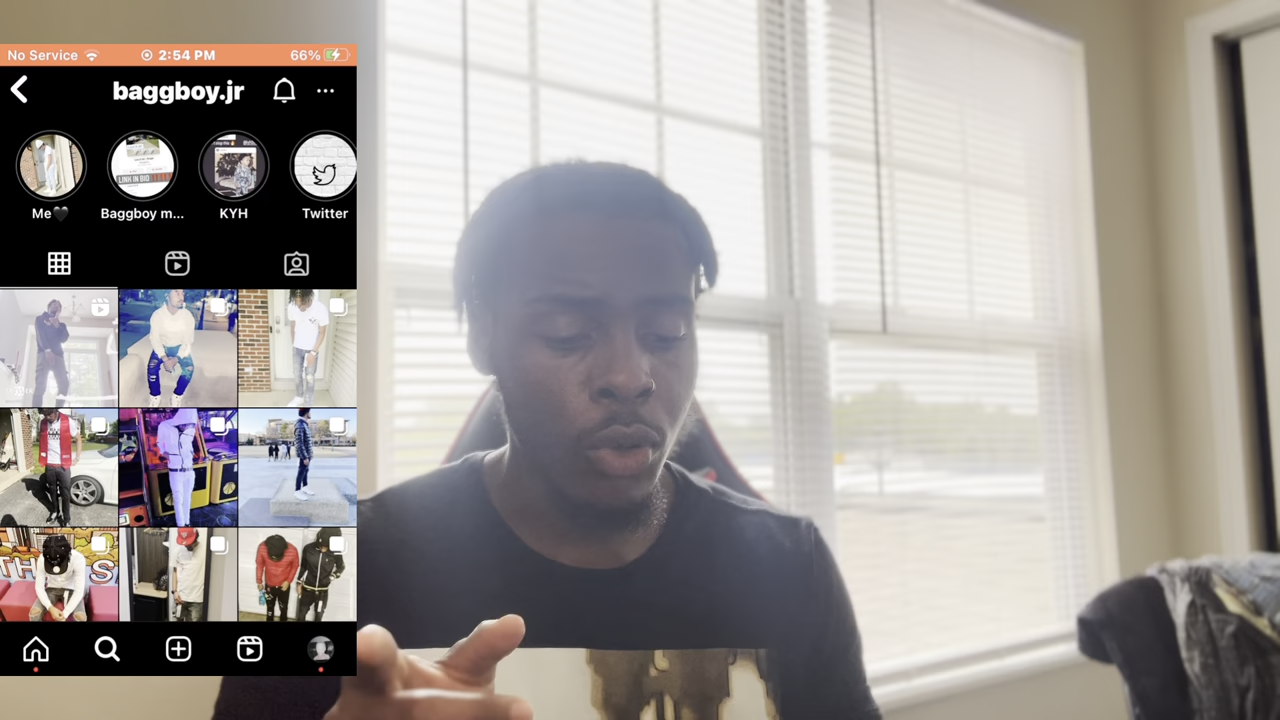 No Service 2:54 PM 66%
baggboy.jr
LINK IN BIO
Me🖤 Baggboy m... KYH Twitter